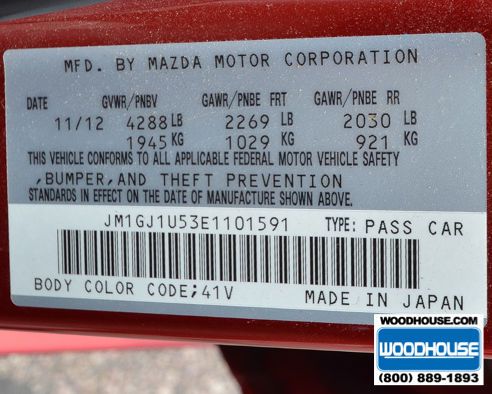 MFD. BY MAZDA MOTOR CORPORATION
DATE GVWR/PNBV GAWR/PNBE FRT GAWR/PNBE RR
11/12 4288 LB 2269 LB 2030 LB
1945 KG 1029 KG 921 KG
THIS VEHICLE CONFORMS TO ALL APPLICABLE FEDERAL MOTOR VEHICLE SAFETY
,BUMPER,AND THEFT PREVENTION
STANDARDS IN EFFECT ON THE DATE OF MANUFACTURE SHOWN ABOVE.
JM1GJ1U53E1101591 TYPE: PASS CAR
BODY COLOR CODE;41V MADE IN JAPAN
WOODHOUSE.COM
WOODHOUSE
(800) 889-1893